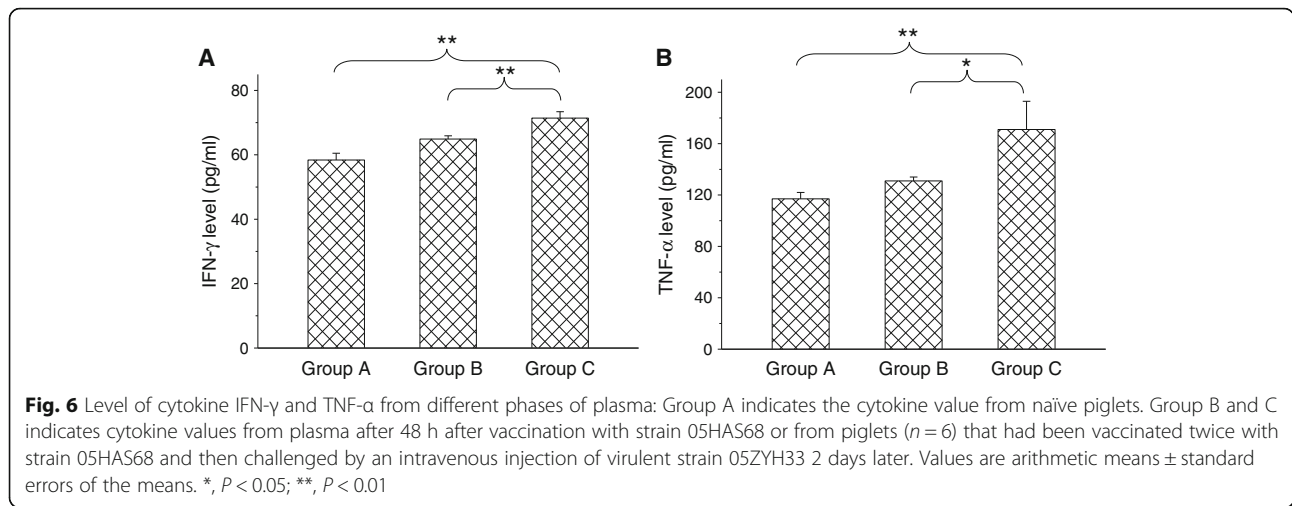 A
**
**
80
60
40
20
0
IFN-γ level (pg/ml)
Group A Group B Group C
B
**
*
200
160
120
80
40
0
TNF-α level (pg/ml)
Group A Group B Group C
Fig. 6 Level of cytokine IFN-γ and TNF-α from different phases of plasma: Group A indicates the cytokine value from naïve piglets. Group B and C
indicates cytokine values from plasma after 48 h after vaccination with strain 05HAS68 or from piglets (n = 6) that had been vaccinated twice with
strain 05HAS68 and then challenged by an intravenous injection of virulent strain 05ZYH33 2 days later. Values are arithmetic means ± standard
errors of the means. *, P < 0.05; **, P < 0.01